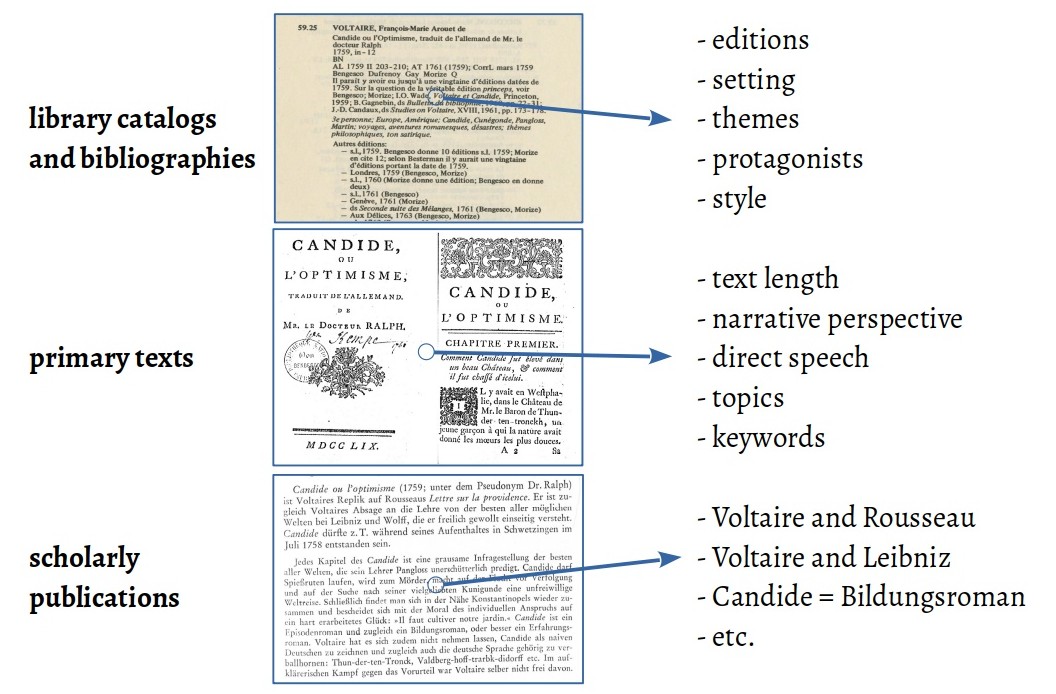 library catalogs
and bibliographies
59.25 VOLTAIRE, François-Marie Arouet de
Candide ou l'Optimisme, traduit de l'allemand de Mr. le
docteur Ralph
1759, in-12
BN
AL 1759 II 203-210; AT 1761 (1759); CorrL mars 1759
Bengesco Dufrenoy Gay Morize Q
Il paraît y avoir eu jusqu'à une vingtaine d'éditions datées de
1759. Sur la question de la véritable édition princeps, voir
Bengesco; Morize; I.O. Wade, Voltaire et Candide, Princeton,
1959; B. Gagnebin, ds Bulletin du bibliophile,
J.-D. Candaux, ds Studies on Voltaire, XVIII, 1961, pp. 173-178.
3e personne; Europe, Amérique; Candide, Cunégonde, Pangloss,
Martin; voyages, aventures romanesques, désastres; thèmes
philosophiques, ton satirique.
Autres éditions:
— s.l., 1759. Bengesco donne 10 éditions s.l. 1759; Morize
en cite 12; selon Besterman il y aurait une vingtaine
d'éditions portant la date de 1759.
— Londres, 1759 (Bengesco, Morize)
— s.l., 1760 (Morize donne une édition; Bengesco en donne
deux)
— s.l., 1761 (Bengesco)
— Genève, 1761 (Morize)
— ds Seconde suite des Mélanges, 1761 (Bengesco, Morize)
— Aux Délices, 1763 (Bengesco, Morize)
- editions
- setting
- themes
- protagonists
- style
primary texts
CANDIDE,
OU
L'OPTIMISME,
TRADUIT DE L'ALLEMAND.
DE
MR. LE DOCTEUR RALPH.
MDCCLIX.
CANDIDE,
OU
L'OPTIMISME.
CHAPITRE PREMIER.
Comment Candide fut élevé dans
un beau Château, & comment
il fut chassé d'icelui.
IL y avait en Westpha-
lie, dans le Château de
Mr. le Baron de Thun-
der-ten-tronckh, un
jeune garçon à qui la nature avait
donné les mœurs les plus douces.
A 2 Sa
- text length
- narrative perspective
- direct speech
- topics
- keywords
scholarly
publications
Candide ou l'optimisme (1759; unter dem Pseudonym Dr. Ralph)
ist Voltaires Replik auf Rousseaus Lettre sur la providence. Er ist zu-
gleich Voltaires Absage an die Lehre von der besten aller möglichen
Welten bei Leibniz und Wolff, die er freilich gewollt einseitig versteht.
Candide dürfte z. T. während seines Aufenthaltes in Schwetzingen im
Juli 1758 entstanden sein.
Jedes Kapitel des Candide ist eine grausame Infragestellung der besten
aller Welten, die sein Lehrer Pangloss unerschütterlich predigt. Candide darf
Spießruten laufen, wird zum Mörder, macht auf der Flucht vor Verfolgung
und auf der Suche nach seiner vielgeliebten Kunigunde eine unfreiwillige
Weltreise. Schließlich findet man sich in der Nähe Konstantinopels wieder zu-
sammen und bescheidet sich mit der Moral des individuellen Anspruchs auf
ein hart erarbeitetes Glück: »Il faut cultiver notre jardin.« Candide ist ein
Episodenroman und zugleich ein Bildungsroman, oder besser ein Erfahrungs-
roman. Voltaire hat es sich zudem nicht nehmen lassen, Candide als naiven
Deutschen zu zeichnen und zugleich auch die deutsche Sprache gehörig zu ver-
ballhornen: Thun-der-ten-Tronck, Valdberg-hoff-trarbk-didorff etc. Im auf-
klärerischen Kampf gegen das Vorurteil war Voltaire selber nicht frei davon.
- Voltaire and Rousseau
- Voltaire and Leibniz
- Candide = Bildungsroman
- etc.